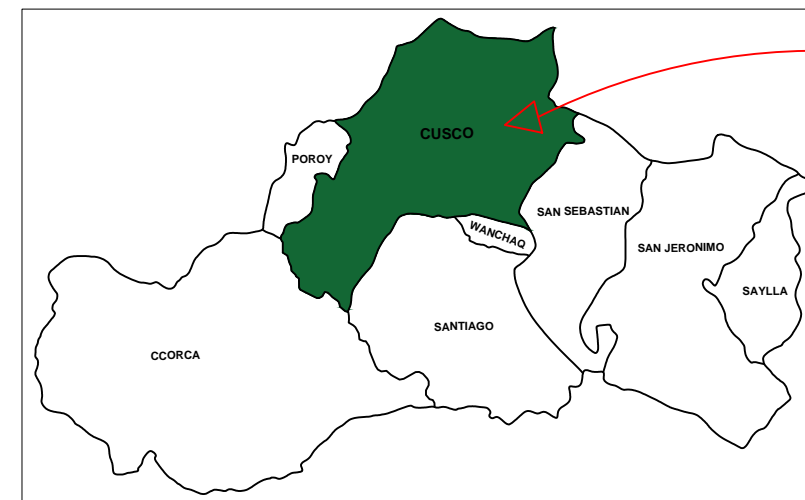 CUSCO
POROY
SAN SEBASTIAN
WANCHAQ
SAN JERONIMO
SAYLLA
SANTIAGO
CCORCA